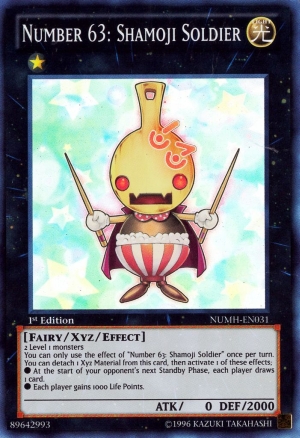 NUMBER 63: SHAMOJI SOLDIER
光
NUMH-EN031
1st Edition
[FAIRY/XYZ/EFFECT]
2 Level 1 monsters
You can only use the effect of "Number 63: Shamoji Soldier" once per turn.
You can detach 1 Xyz Material from this card, then activate 1 of these effects;
● At the start of your opponent's next Standby Phase, each player draws
1 card.
● Each player gains 1000 Life Points.
ATK/ 0 DEF/2000
89642993
©1996 KAZUKI TAKAHASHI